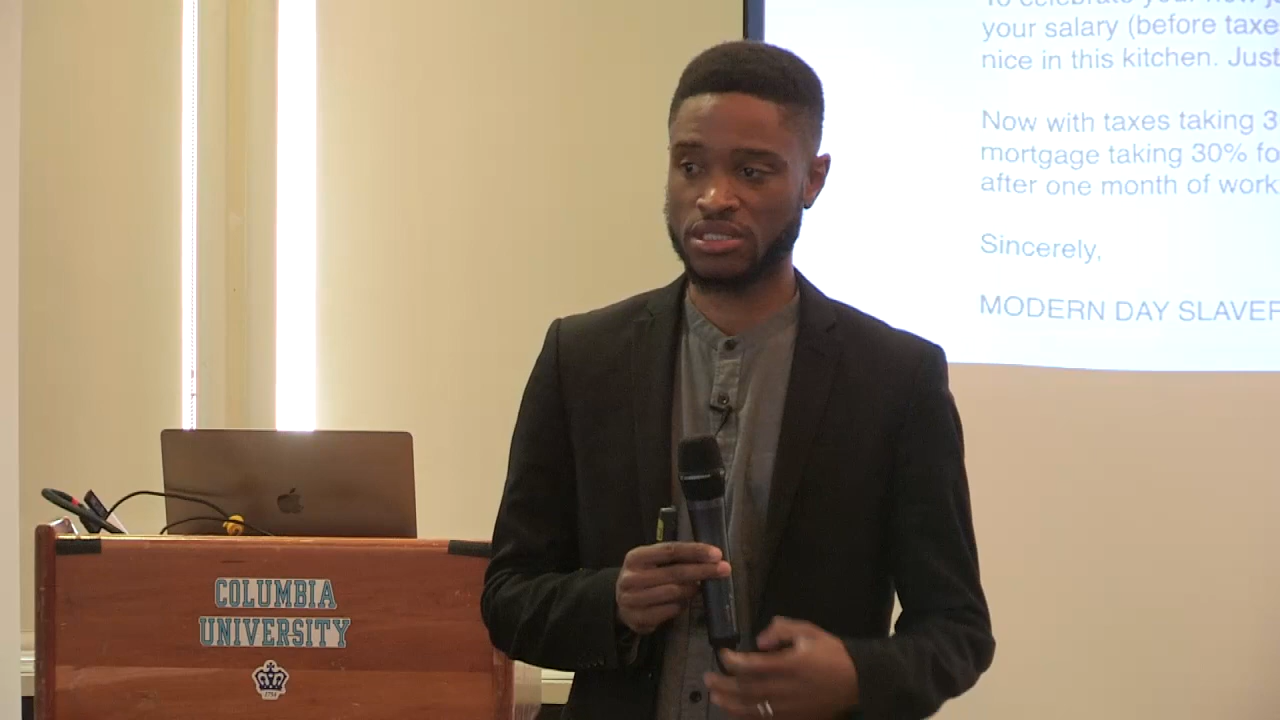 your salary (before taxe
nice in this kitchen. Just
Now with taxes taking 3
mortgage taking 30% fo
after one month of work
Sincerely,
MODERN DAY SLAVER
COLUMBIA
UNIVERSITY
1754